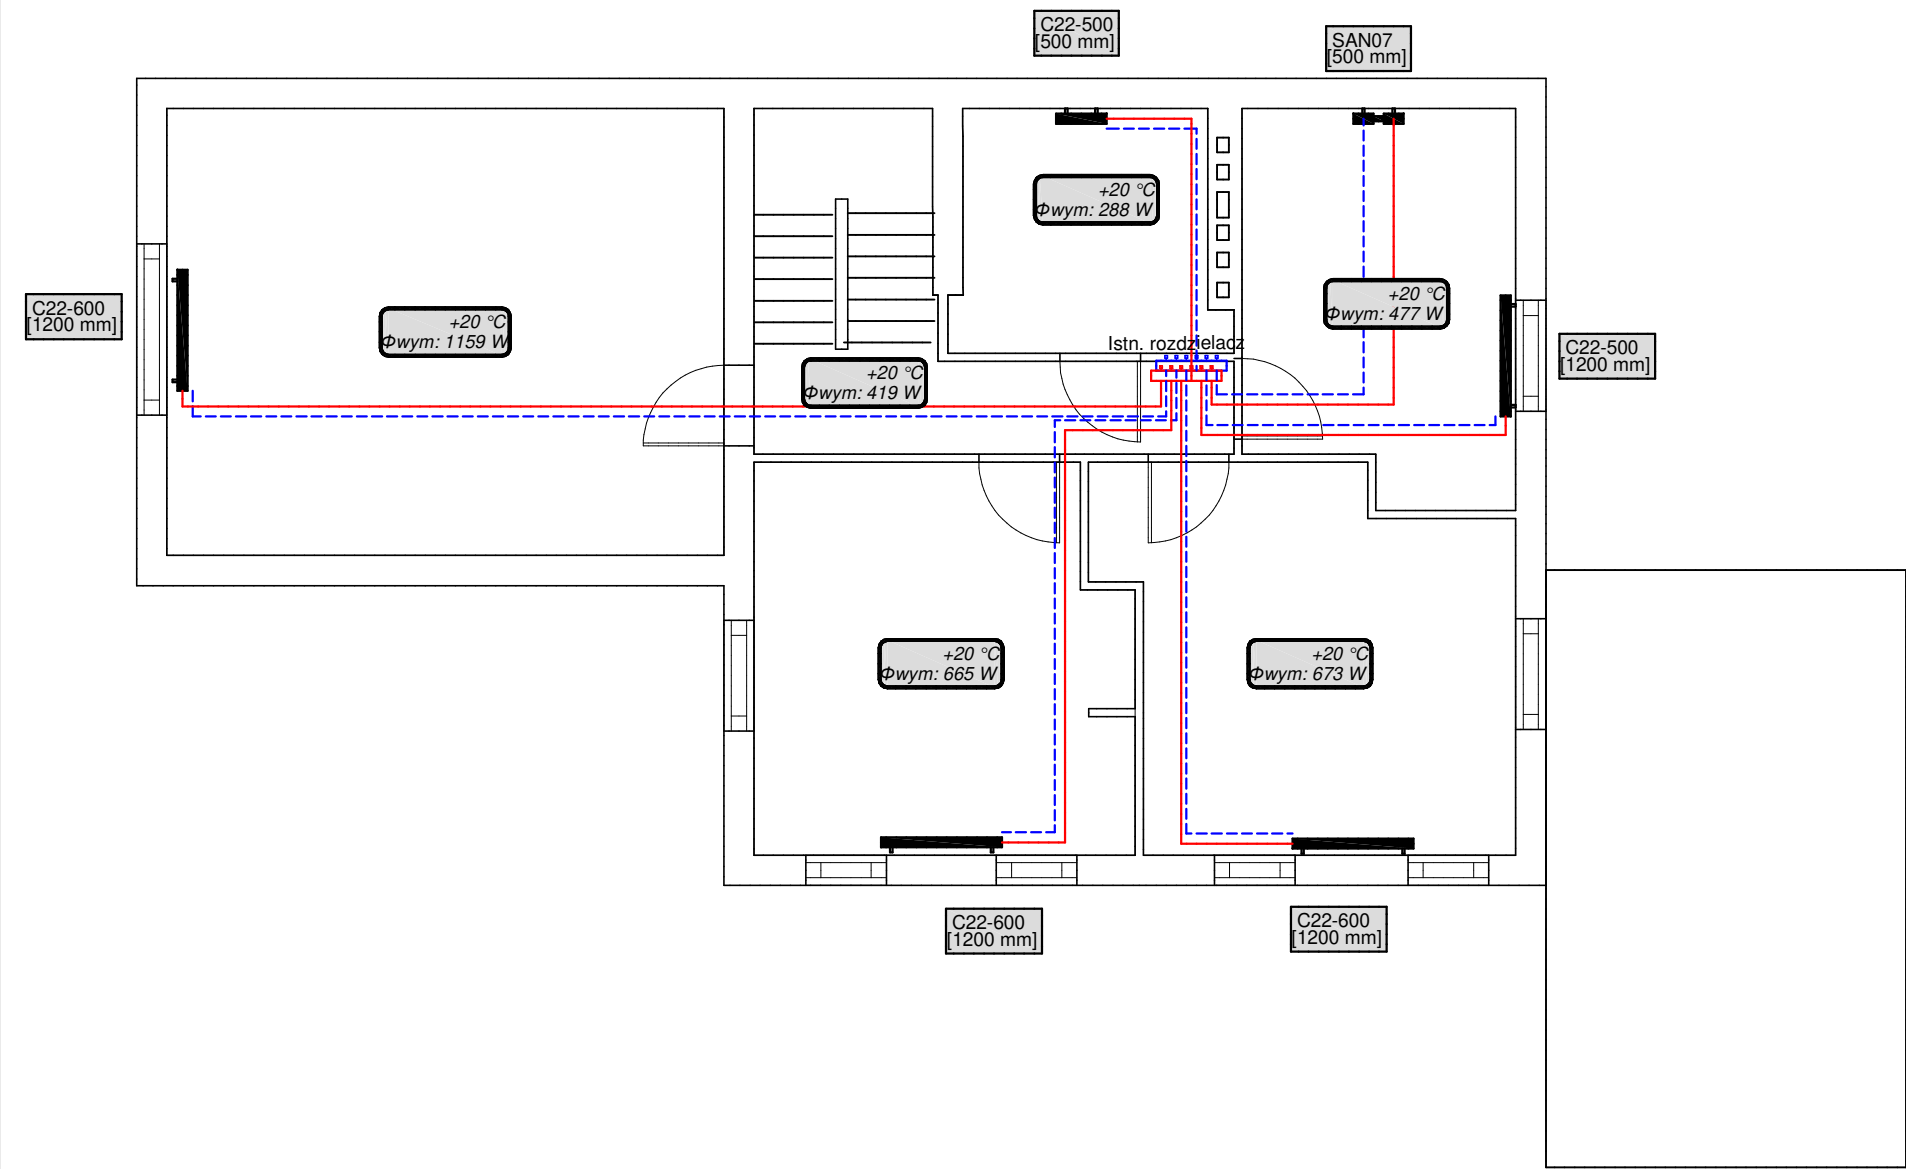 C22-500
[500 mm]
SAN07
[500 mm]
+20 °C
Φwym: 288 W
C22-600
[1200 mm]
+20 °C
Φwym: 1159 W
+20 °C
Φwym: 477 W
Istn. rozdzielacz
C22-500
[1200 mm]
+20 °C
Φwym: 419 W
+20 °C
Φwym: 665 W
+20 °C
Φwym: 673 W
C22-600
[1200 mm]
C22-600
[1200 mm]